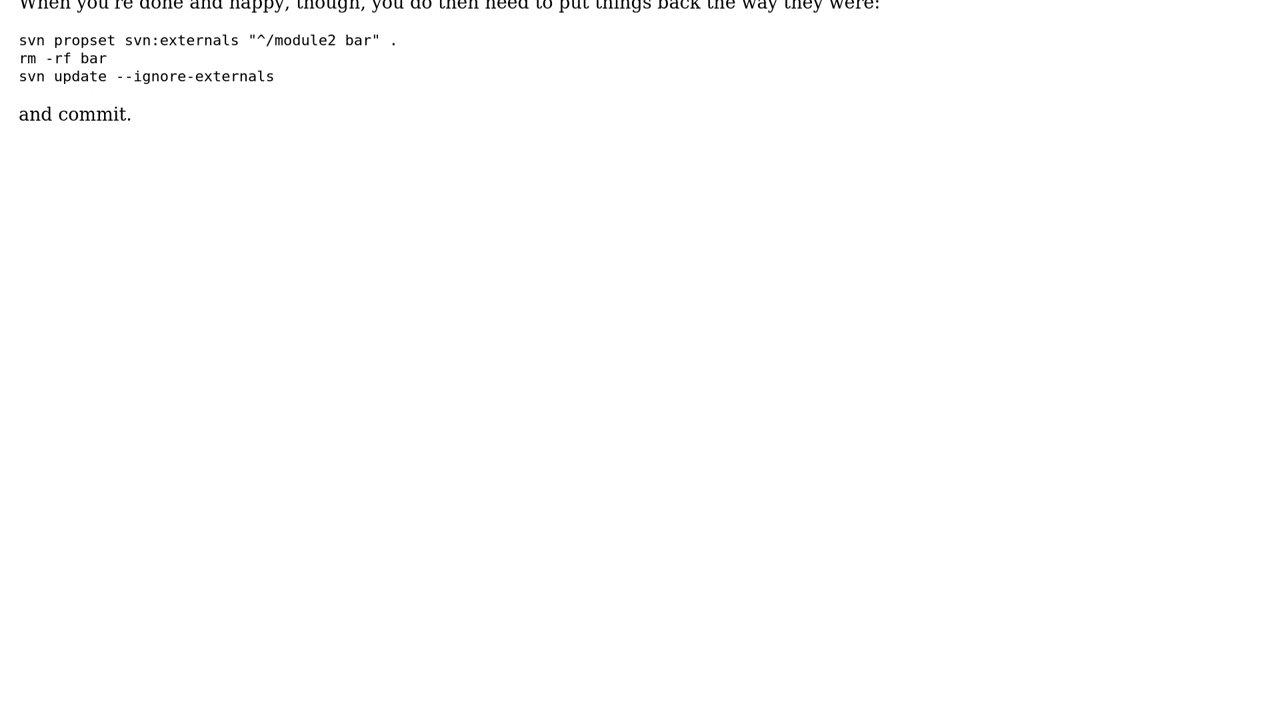 When you're done and happy, though, you do then need to put things back the way they were:
svn propset svn:externals "^/module2 bar" .
rm -rf bar
svn update --ignore-externals
and commit.